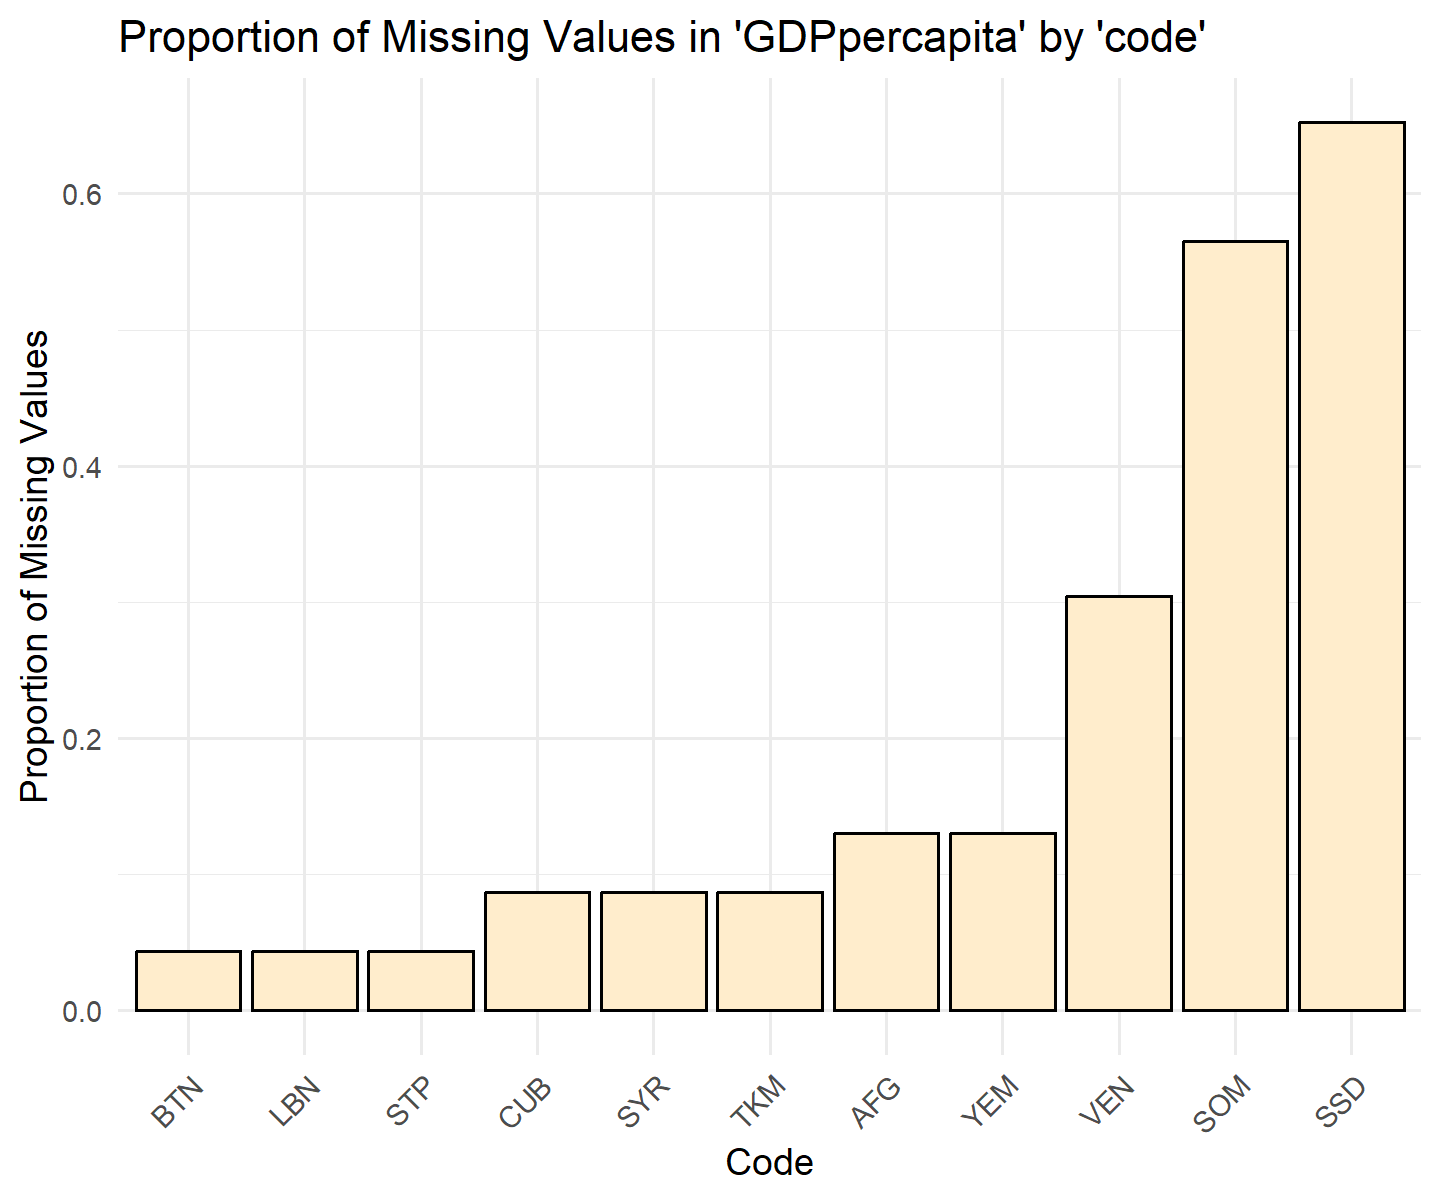 Proportion of Missing Values in 'GDPpercapita' by 'code'
Proportion of Missing Values
0.6
0.4
0.2
0.0
BTN
LBN
STP
CUB
SYR
TKM
AFG
YEM
VEN
SOM
SSD
Code